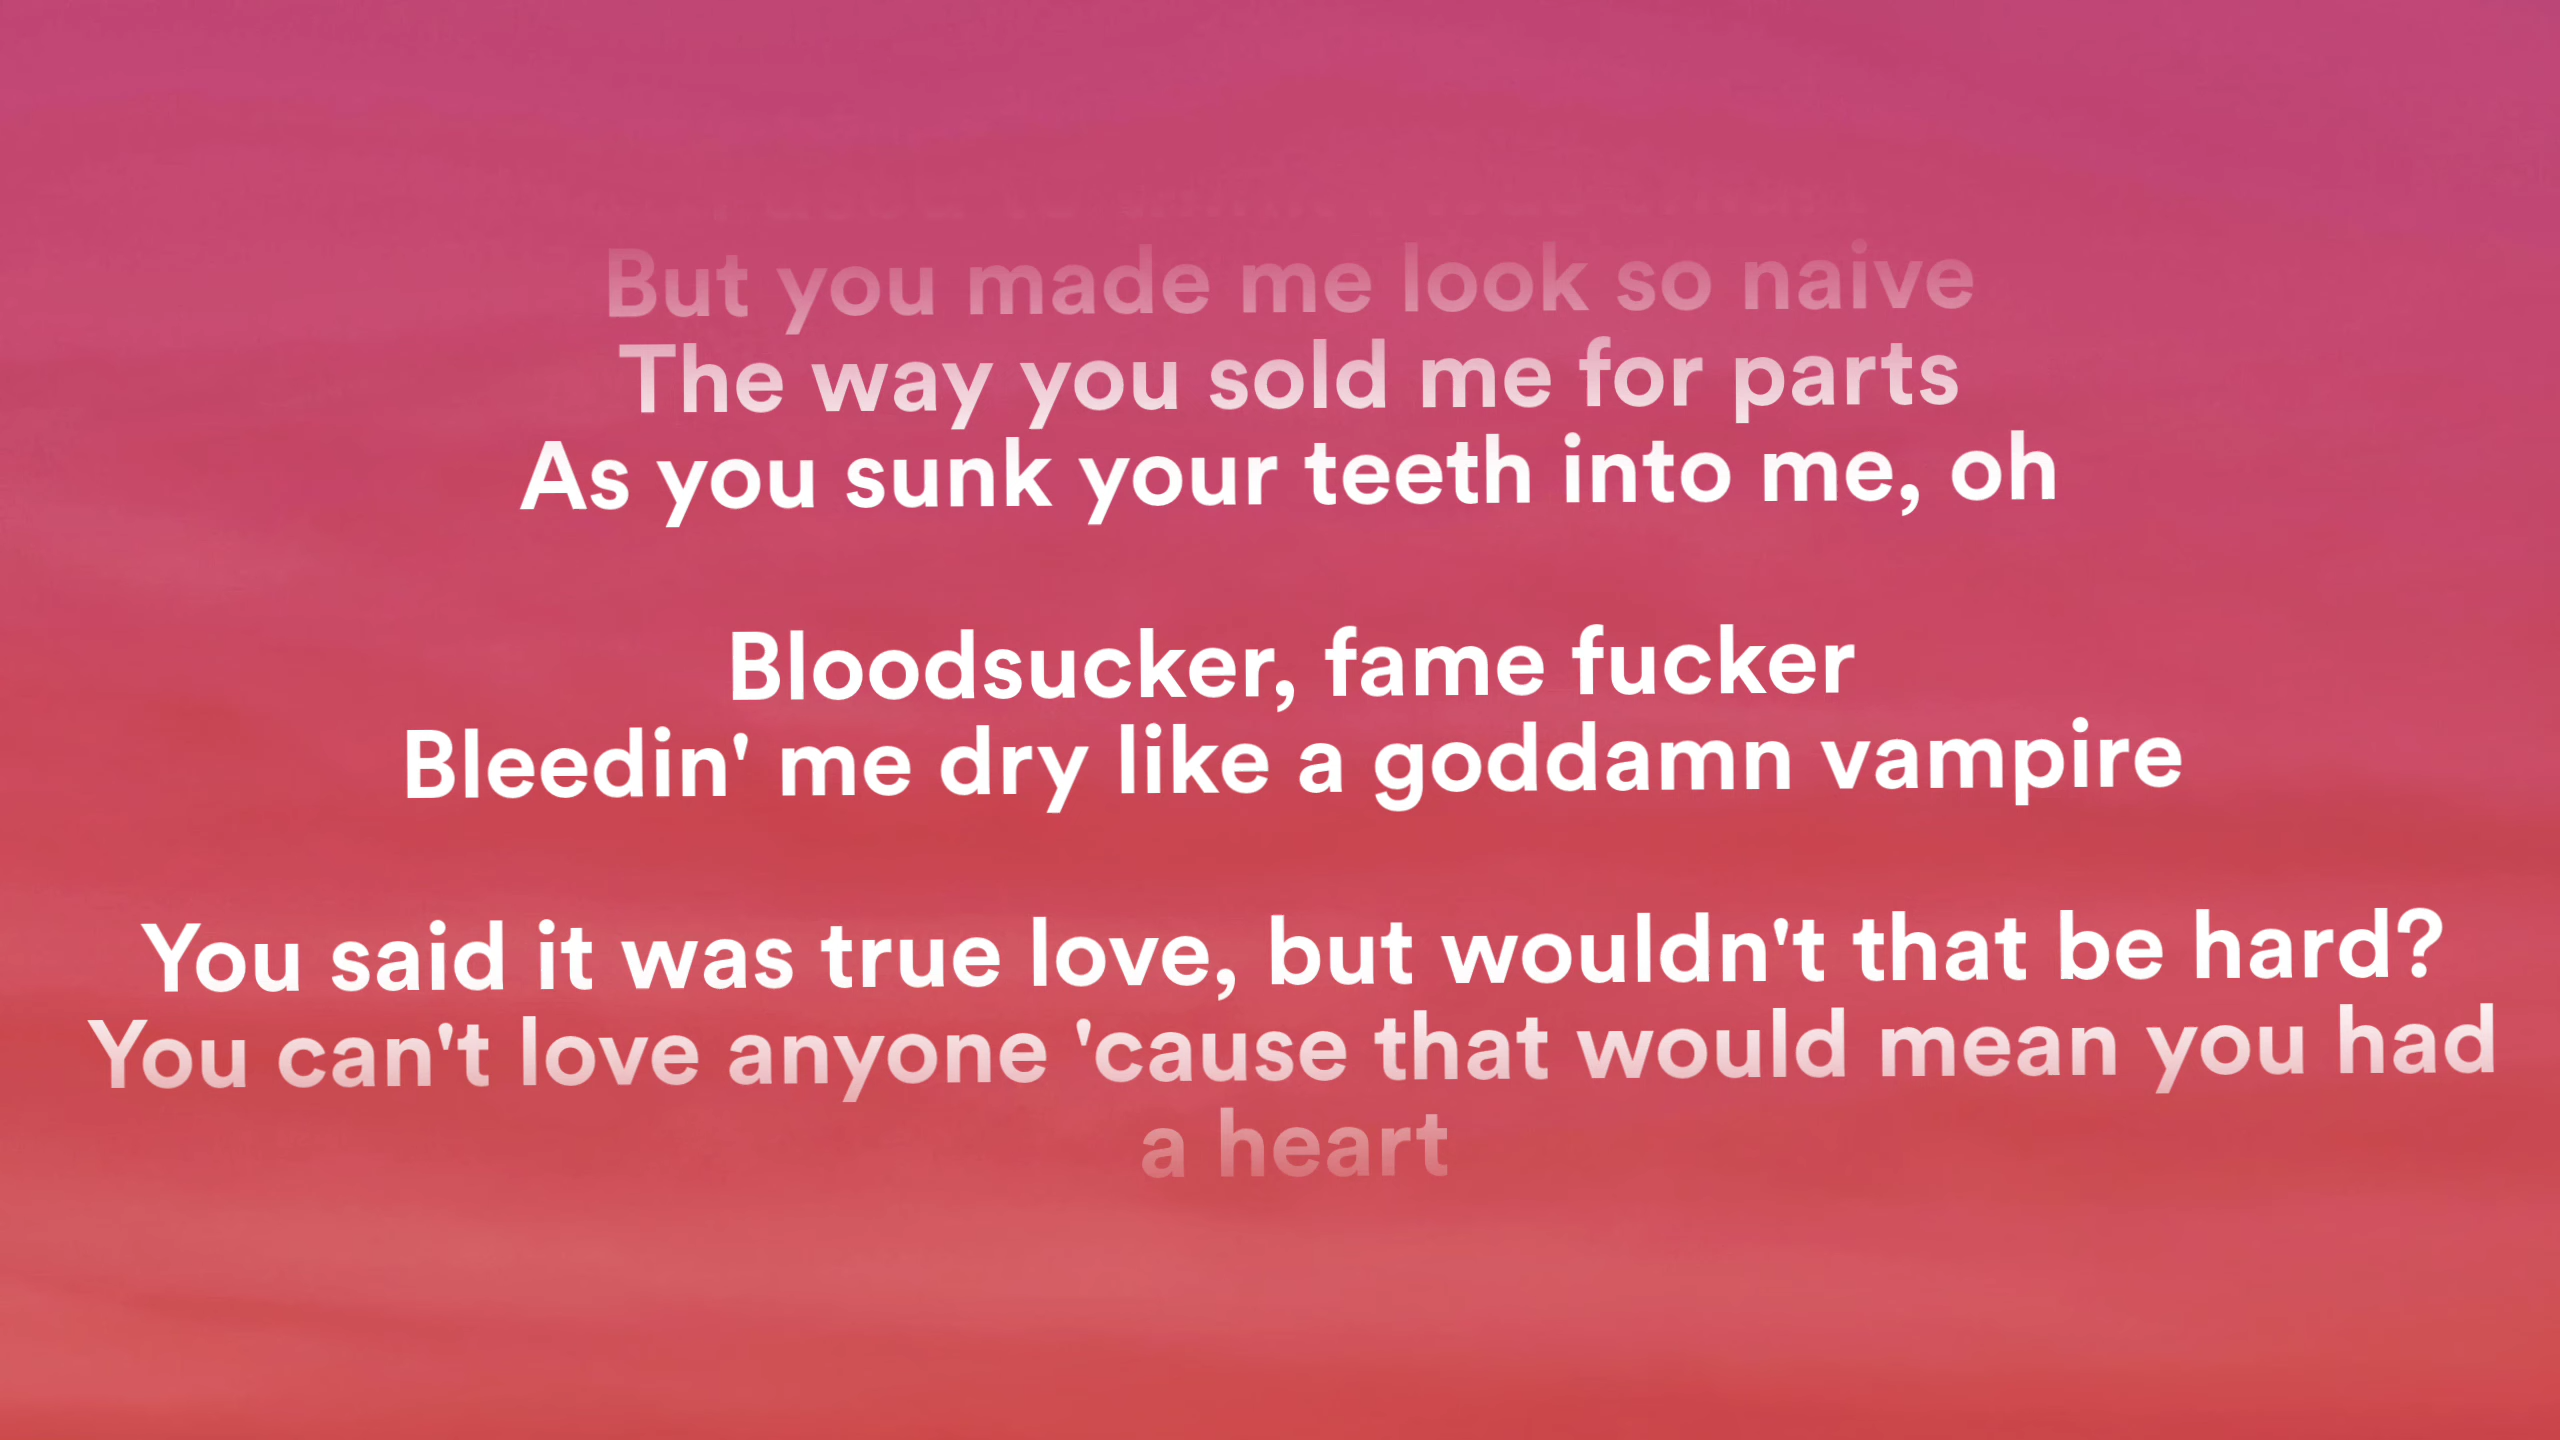 But you made me look so naive
The way you sold me for parts
As you sunk your teeth into me, oh
Bloodsucker, fame fucker
Bleedin' me dry like a goddamn vampire
You said it was true love, but wouldn't that be hard?
You can't love anyone 'cause that would mean you had
a heart